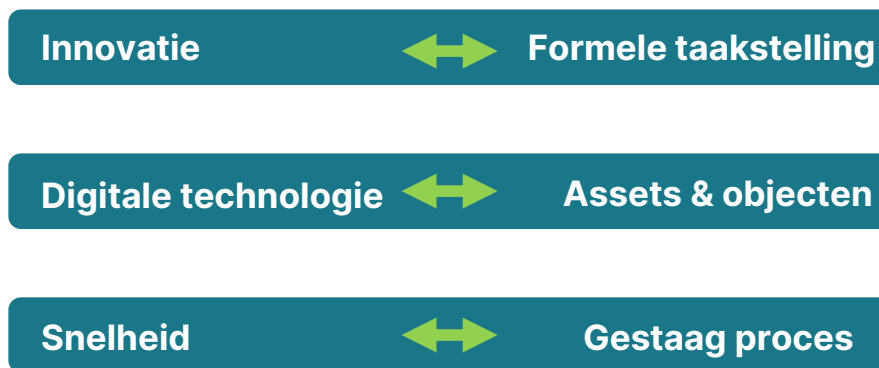 Innovatie Formele taakstelling
Digitale technologie Assets & objecten
Snelheid Gestaag proces